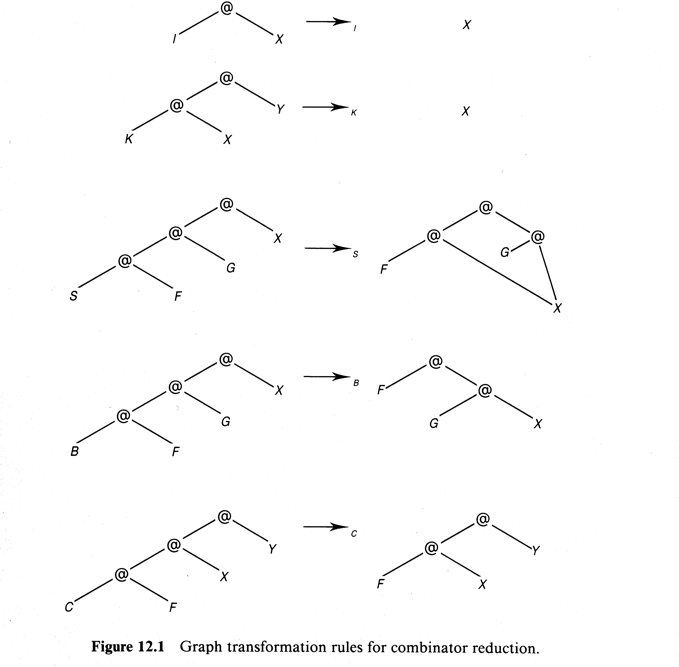 @
I X → I X
@
@ Y → K X
K X
@ @
@ X @ @
@ G → S F G
S F X
@ @
@ X → B F @
@ G G X
B F
@ @
@ Y → C @ Y
@ X F X
C F
Figure 12.1 Graph transformation rules for combinator reduction.